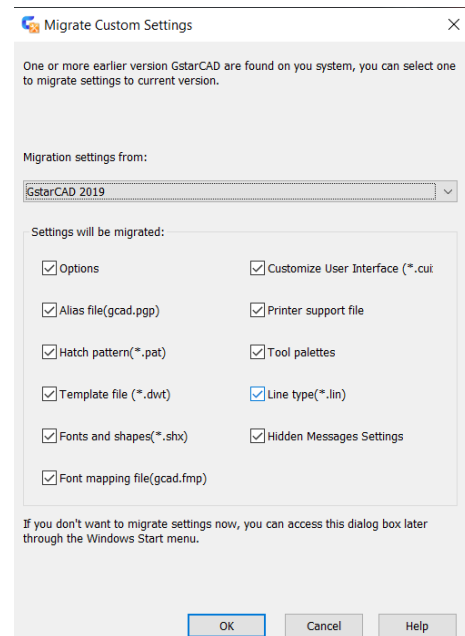 Migrate Custom Settings
One or more earlier version GstarCAD are found on you system, you can select one
to migrate settings to current version.
Migration settings from:
GstarCAD 2019
Settings will be migrated:
Options
Customize User Interface (*.cui:
Alias file(gcad.pgp)
Printer support file
Hatch pattern(*.pat)
Tool palettes
Template file (*.dwt)
Line type(*.lin)
Fonts and shapes(*.shx)
Hidden Messages Settings
Font mapping file(gcad.fmp)
If you don't want to migrate settings now, you can access this dialog box later
through the Windows Start menu.
OK Cancel Help